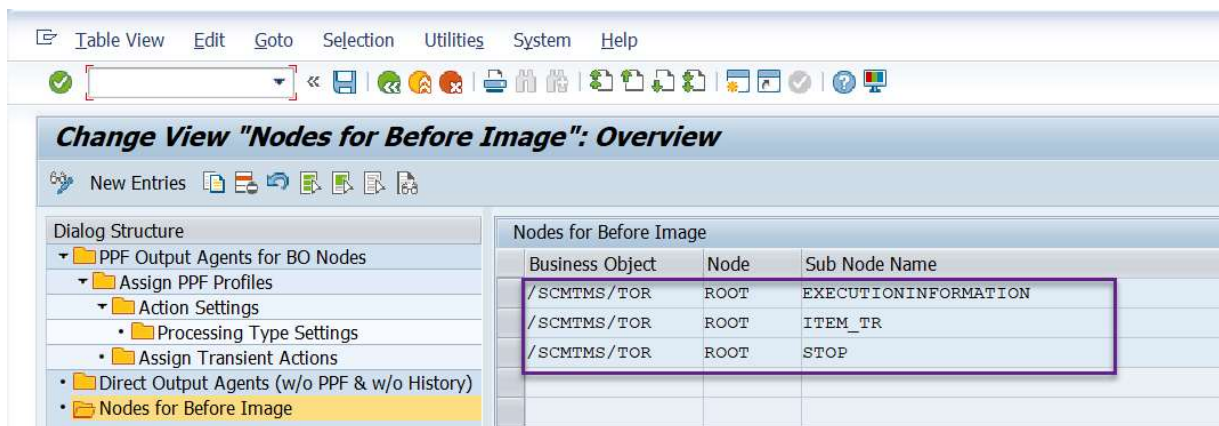 Table View Edit Goto Selection Utilities System Help
Change View "Nodes for Before Image": Overview
New Entries
Dialog Structure
PPF Output Agents for BO Nodes
Assign PPF Profiles
Action Settings
Processing Type Settings
Assign Transient Actions
Direct Output Agents (w/o PPF & w/o History)
Nodes for Before Image
Nodes for Before Image
Business Object Node Sub Node Name
/SCMTMS/TOR ROOT EXECUTIONINFORMATION
/SCMTMS/TOR ROOT ITEM_TR
/SCMTMS/TOR ROOT STOP